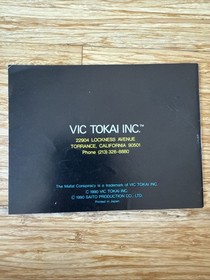 VIC TOKAI INC.™
22904 LOCKNESS AVENUE
TORRANCE, CALIFORNIA 90501
Phone (213) 326-8880
The Mafat Conspiracy is a trademark of VIC TOKAI INC.
© 1990 VIC TOKAI INC.
© 1990 SAITO PRODUCTION CO., LTD.
Printed in Japan